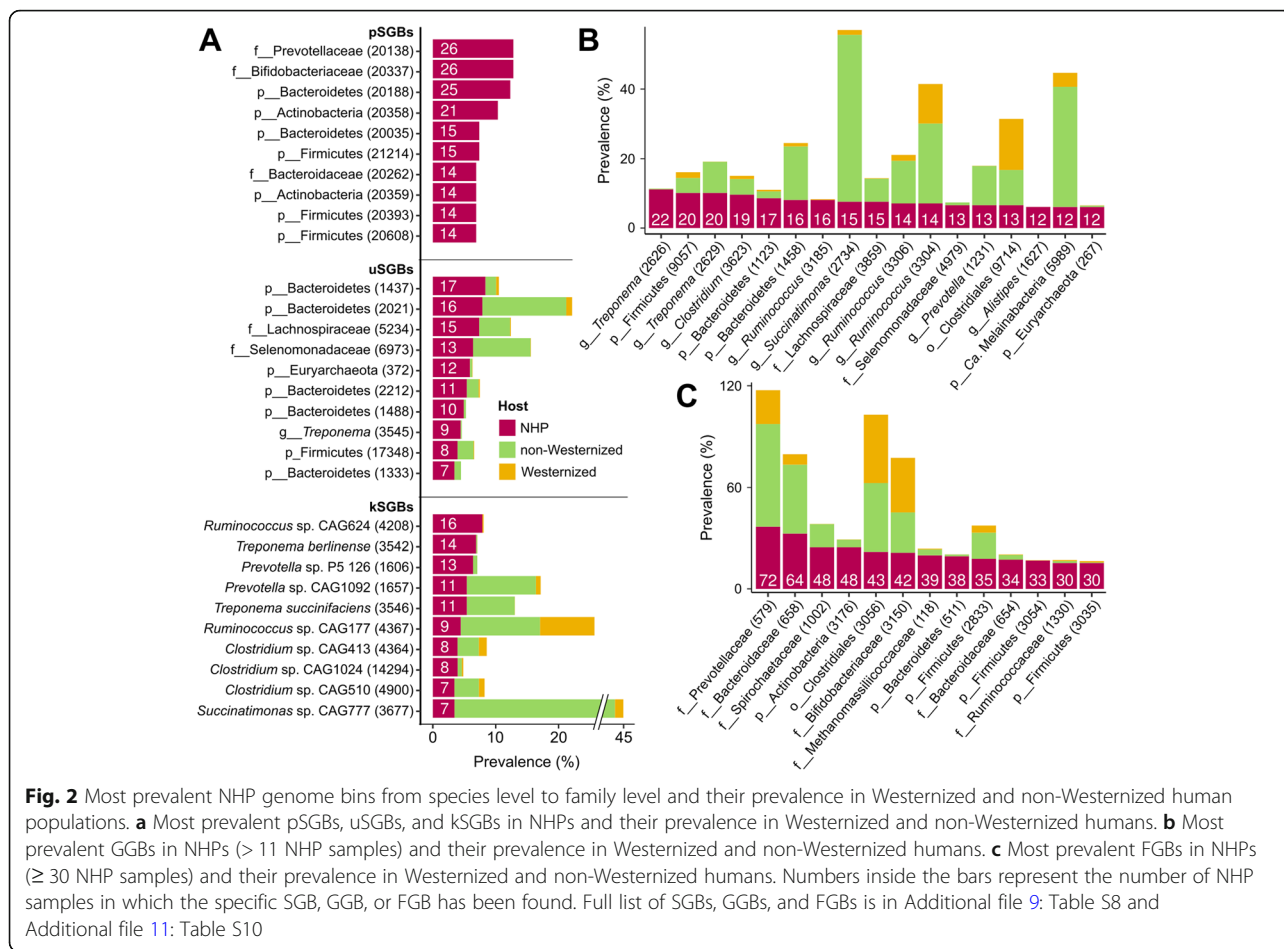 A
pSGBs
f__Prevotellaceae (20138) 26
f__Bifidobacteriaceae (20337) 26
p__Bacteroidetes (20188) 25
p__Actinobacteria (20358) 21
p__Bacteroidetes (20035) 15
p__Firmicutes (21214) 15
f__Bacteroidaceae (20262) 14
p__Actinobacteria (20359) 14
p__Firmicutes (20393) 14
p__Firmicutes (20608) 14
uSGBs
p__Bacteroidetes (1437) 17
p__Bacteroidetes (2021) 16
f__Lachnospiraceae (5234) 15
f__Selenomonadaceae (6973) 13
p__Euryarchaeota (372) 12
p__Bacteroidetes (2212) 11
p__Bacteroidetes (1488) 10
g__Treponema (3545) 9
p_Firmicutes (17348) 8
p__Bacteroidetes (1333) 7
Host
NHP
non-Westernized
Westernized
kSGBs
Ruminococcus sp. CAG624 (4208) 16
Treponema berlinense (3542) 14
Prevotella sp. P5 126 (1606) 13
Prevotella sp. CAG1092 (1657) 11
Treponema succinifaciens (3546) 11
Ruminococcus sp. CAG177 (4367) 9
Clostridium sp. CAG413 (4364) 8
Clostridium sp. CAG1024 (14294) 8
Clostridium sp. CAG510 (4900) 7
Succinatimonas sp. CAG777 (3677) 7
0 10 20 45
Prevalence (%)
B
Prevalence (%)
40
20
0
22 20 20 19 17 16 16 15 15 14 14 13 13 13 12 12 12
g__Treponema (2626)
p__Firmicutes (9057)
g__Treponema (2629)
g__Clostridium (3623)
p__Bacteroidetes (1123)
p__Bacteroidetes (1458)
g__Ruminococcus (3185)
g__Succinatimonas (2734)
f__Lachnospiraceae (3859)
g__Ruminococcus (3306)
g__Ruminococcus (3304)
f__Selenomonadaceae (4979)
g__Prevotella (1231)
o__Clostridiales (9714)
g__Alistipes (1627)
p__Ca. Melainabacteria (5989)
p__Euryarchaeota (267)
C
Prevalence (%)
120
60
0
72 64 48 48 43 42 39 38 35 34 33 30 30
f__Prevotellaceae (579)
f__Bacteroidaceae (658)
f__Spirochaetaceae (1002)
p__Actinobacteria (3176)
o__Clostridiales (3056)
f__Bifidobacteriaceae (3150)
f__Methanomassiliicoccaceae (118)
p__Bacteroidetes (511)
p__Firmicutes (2833)
f__Bacteroidaceae (654)
p__Firmicutes (3054)
f__Ruminococcaceae (1330)
p__Firmicutes (3035)
Fig. 2 Most prevalent NHP genome bins from species level to family level and their prevalence in Westernized and non-Westernized human
populations. a Most prevalent pSGBs, uSGBs, and kSGBs in NHPs and their prevalence in Westernized and non-Westernized humans. b Most
prevalent GGBs in NHPs (> 11 NHP samples) and their prevalence in Westernized and non-Westernized humans. c Most prevalent FGBs in NHPs
(≥ 30 NHP samples) and their prevalence in Westernized and non-Westernized humans. Numbers inside the bars represent the number of NHP
samples in which the specific SGB, GGB, or FGB has been found. Full list of SGBs, GGBs, and FGBs is in Additional file 9: Table S8 and
Additional file 11: Table S10